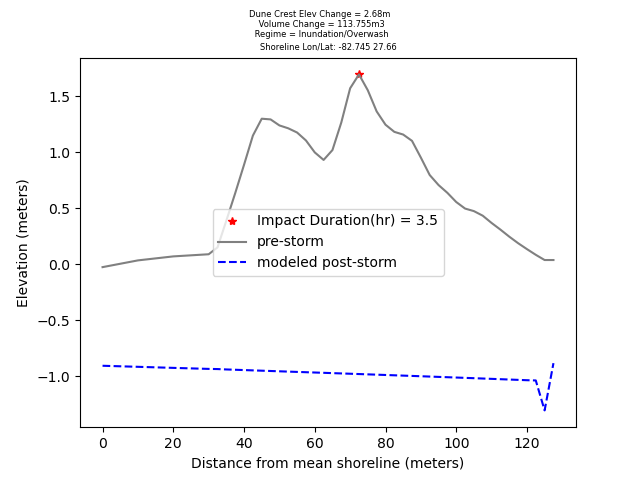 Dune Crest Elev Change = 2.68m
Volume Change = 113.755m3
Regime = Inundation/Overwash
Shoreline Lon/Lat: -82.745 27.66
1.5
1.0
0.5
0.0
−0.5
−1.0
Elevation (meters)
Impact Duration(hr) = 3.5
pre-storm
modeled post-storm
0 20 40 60 80 100 120
Distance from mean shoreline (meters)